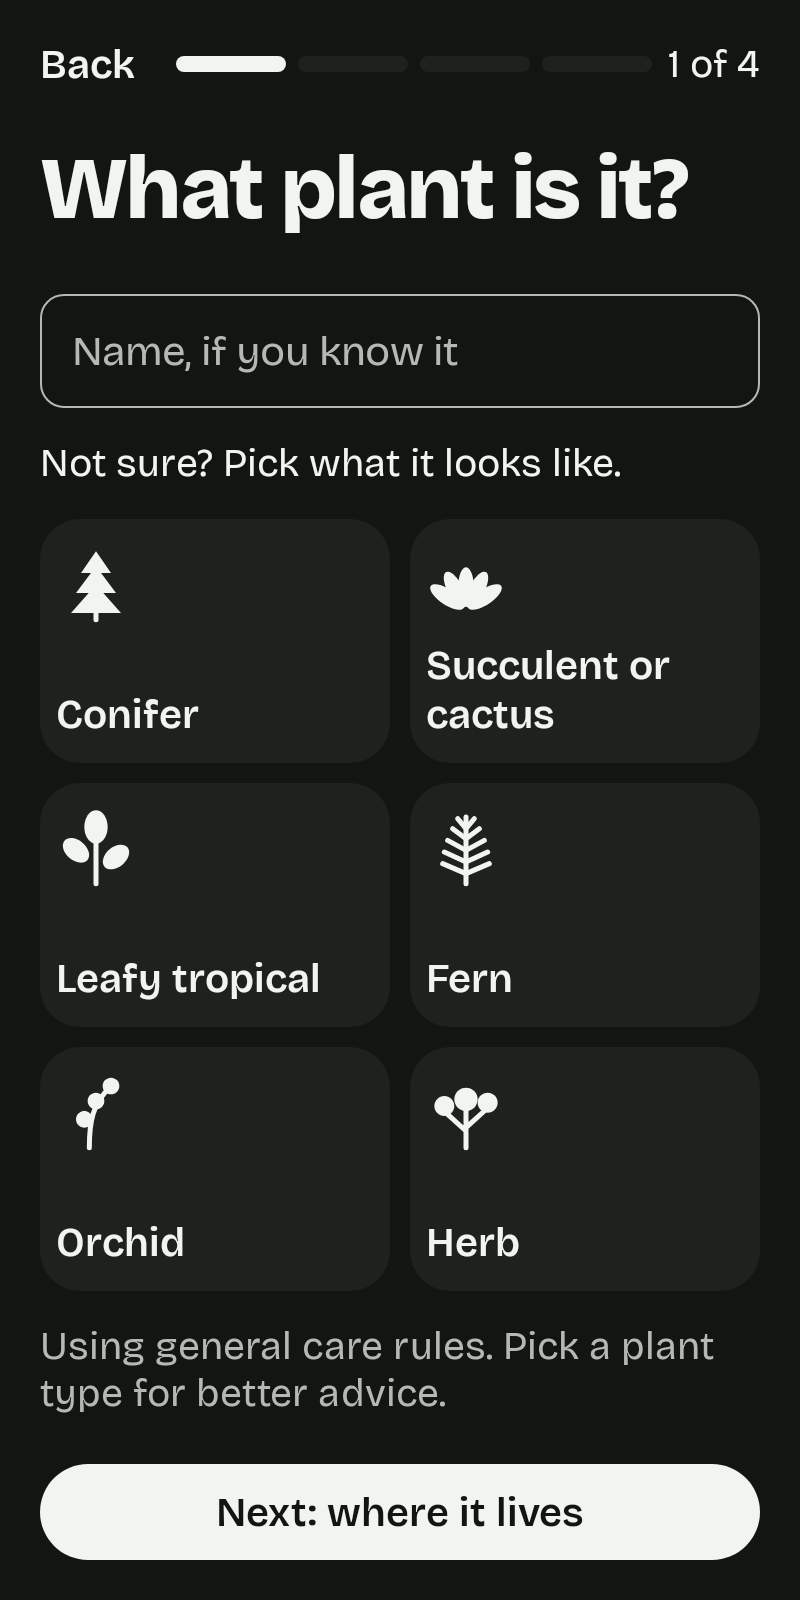 Back
1 of 4
What plant is it?
Name, if you know it
Not sure? Pick what it looks like.
Conifer
Succulent or
cactus
Leafy tropical
Fern
Orchid
Herb
Using general care rules. Pick a plant
type for better advice.
Next: where it lives